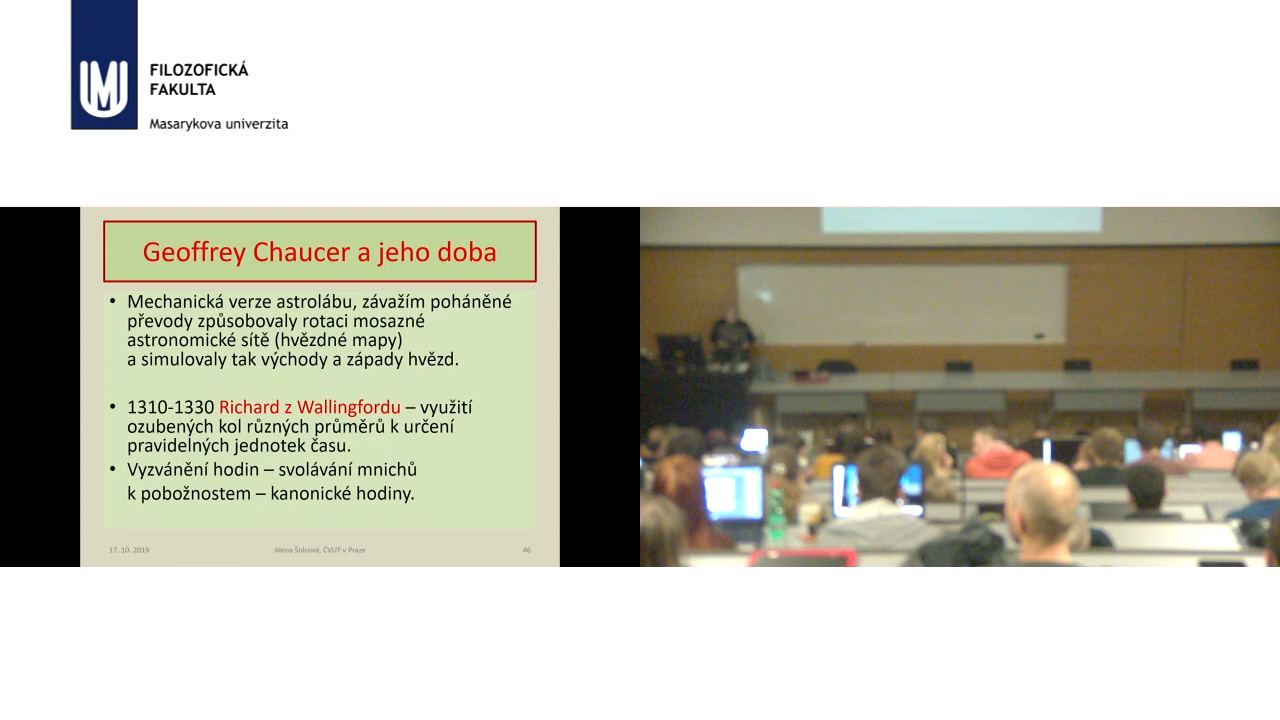 FILOZOFICKÁ
FAKULTA
Masarykova univerzita
Geoffrey Chaucer a jeho doba
• Mechanická verze astrolábu, závažím poháněné
převody způsobovaly rotaci mosazné
astronomické sítě (hvězdné mapy)
a simulovaly tak východy a západy hvězd.
• 1310-1330 Richard z Wallingfordu – využití
ozubených kol různých průměrů k určení
pravidelných jednotek času.
• Vyzvánění hodin – svolávání mnichů
k pobožnostem – kanonické hodiny.
17. 10. 2019
Alena Šolcová, ČVUT v Praze
46